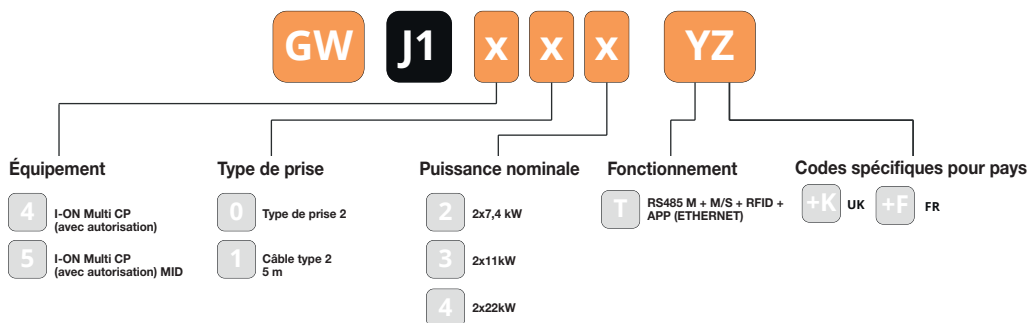 GW J1 x x x YZ
Équipement
4 I-ON Multi CP
(avec autorisation)
5 I-ON Multi CP
(avec autorisation) MID
Type de prise
0 Type de prise 2
1 Câble type 2
5 m
Puissance nominale
2 2x7,4 kW
3 2x11kW
4 2x22kW
Fonctionnement
T RS485 M + M/S + RFID +
APP (ETHERNET)
Codes spécifiques pour pays
+K UK +F FR